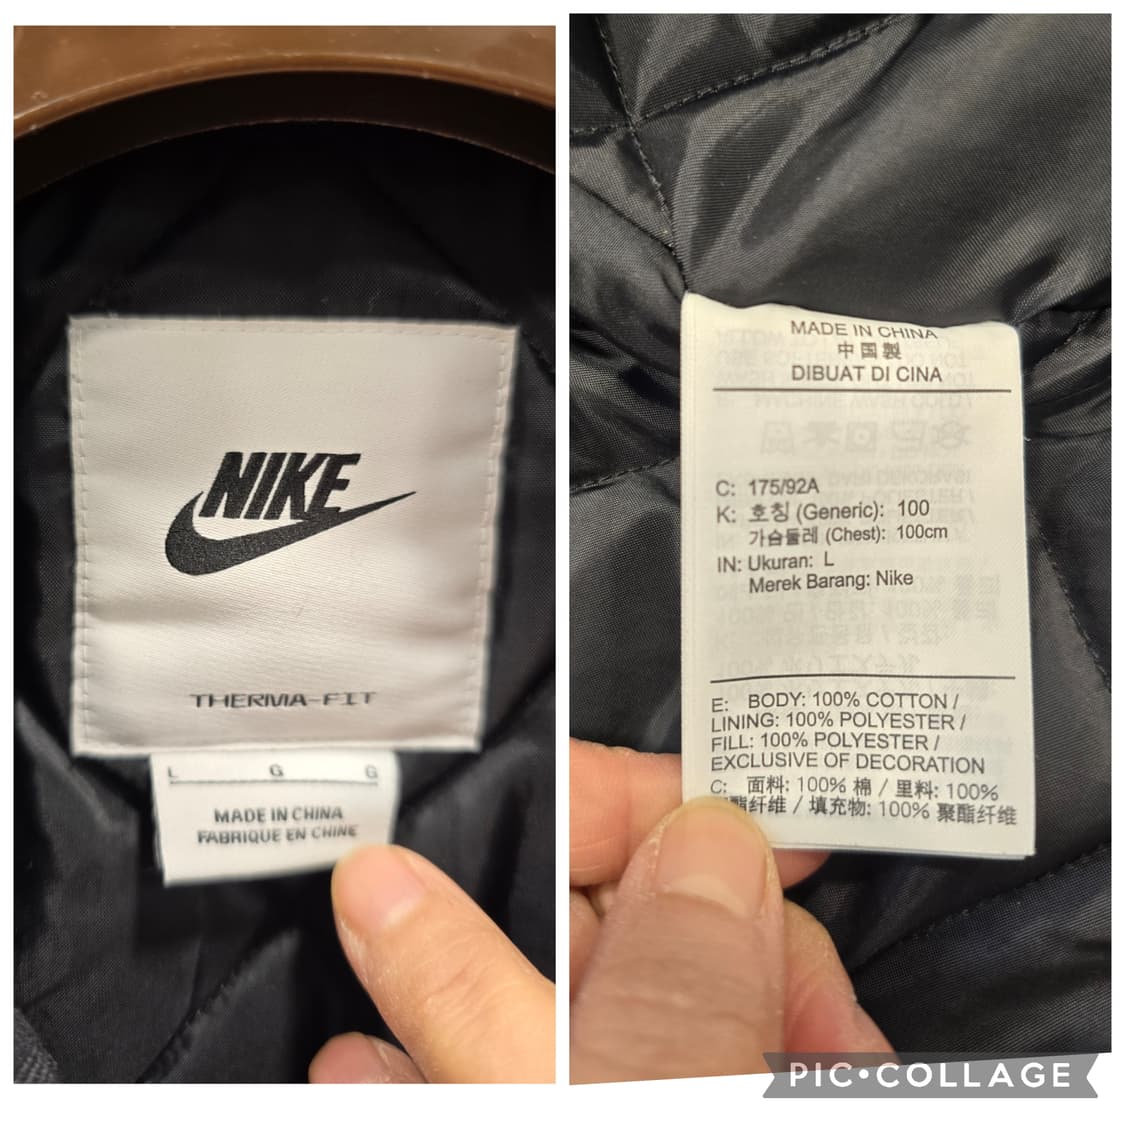 NIKE
THERMA-FIT
L G G
MADE IN CHINA
FABRIQUE EN CHINE
MADE IN CHINA
中国製
DIBUAT DI CINA
C: 175/92A
K: 호칭 (Generic): 100
가슴둘레 (Chest): 100cm
IN: Ukuran: L
Merek Barang: Nike
E: BODY: 100% COTTON /
LINING: 100% POLYESTER /
FILL: 100% POLYESTER /
EXCLUSIVE OF DECORATION
C: 面料: 100% 棉 / 里料: 100%
酯纤维 / 填充物: 100% 聚酯纤维
PIC•COLLAGE